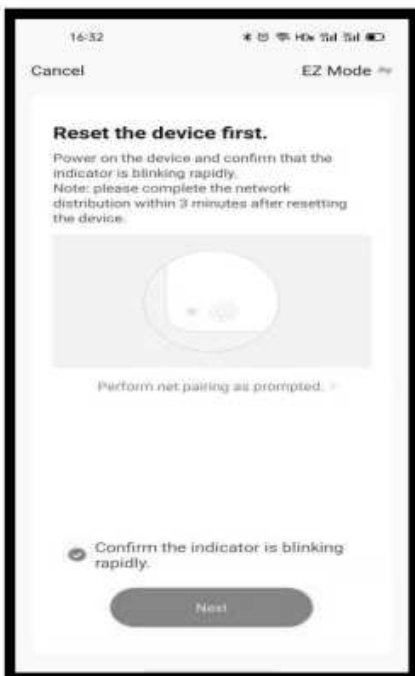 16:32
Cancel
EZ Mode
Reset the device first.
Power on the device and confirm that the
indicator is blinking rapidly.
Note: please complete the network
distribution within 3 minutes after resetting
the device.
Perform net pairing as prompted.
Confirm the indicator is blinking
rapidly.
Next